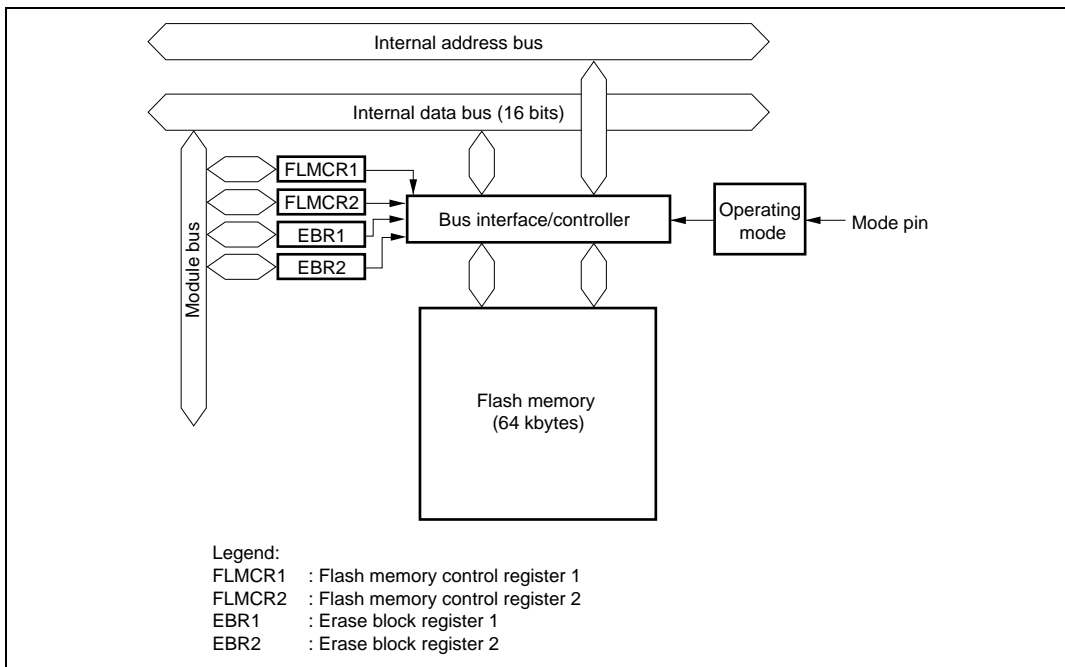 Internal address bus
Internal data bus (16 bits)
Module bus
FLMCR1
FLMCR2
EBR1
EBR2
Bus interface/controller
Operating
mode
Mode pin
Flash memory
(64 kbytes)
Legend:
FLMCR1 : Flash memory control register 1
FLMCR2 : Flash memory control register 2
EBR1 : Erase block register 1
EBR2 : Erase block register 2